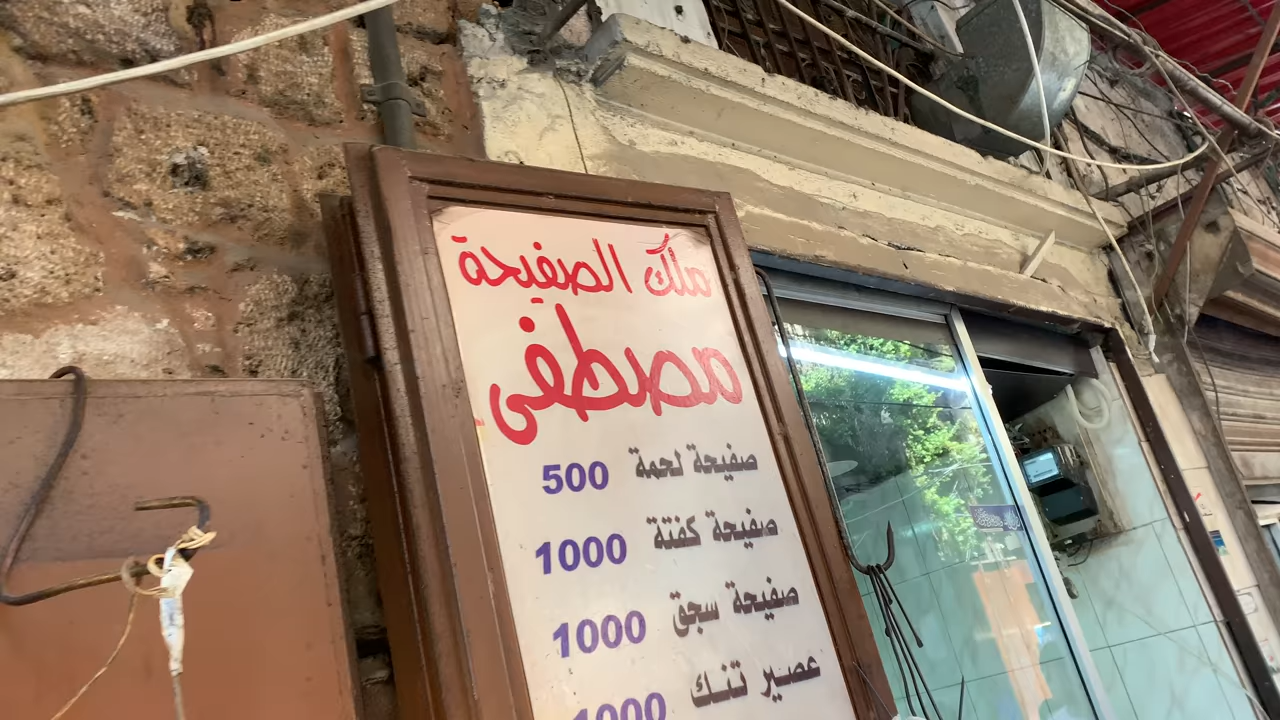 ملك الصفيحة
مصطفى
صفيحة لحمة 500
صفيحة كفتة 1000
صفيحة سجق 1000
عصير تنك 1000